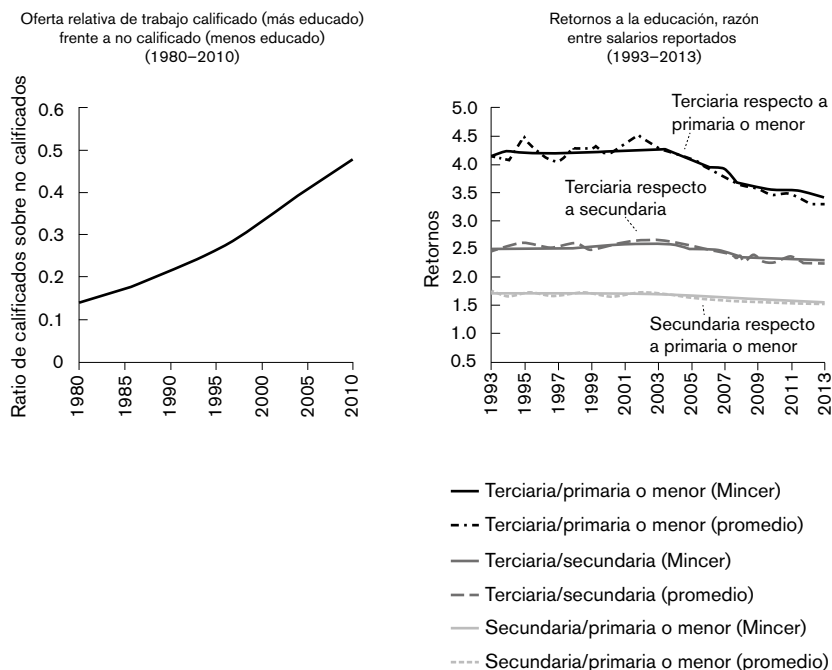 Oferta relativa de trabajo calificado (más educado)
frente a no calificado (menos educado)
(1980–2010)
Ratio de calificados sobre no calificados
0.6
0.5
0.4
0.3
0.2
0.1
0
1980
1985
1990
1995
2000
2005
2010
Retornos a la educación, razón
entre salarios reportados
(1993–2013)
Retornos
5.0
4.5
4.0
3.5
3.0
2.5
2.0
1.5
1.0
0.5
Terciaria respecto a
primaria o menor
Terciaria respecto
a secundaria
Secundaria respecto
a primaria o menor
1993
1995
1997
1999
2001
2003
2005
2007
2009
2011
2013
Terciaria/primaria o menor (Mincer)
Terciaria/primaria o menor (promedio)
Terciaria/secundaria (Mincer)
Terciaria/secundaria (promedio)
Secundaria/primaria o menor (Mincer)
Secundaria/primaria o menor (promedio)